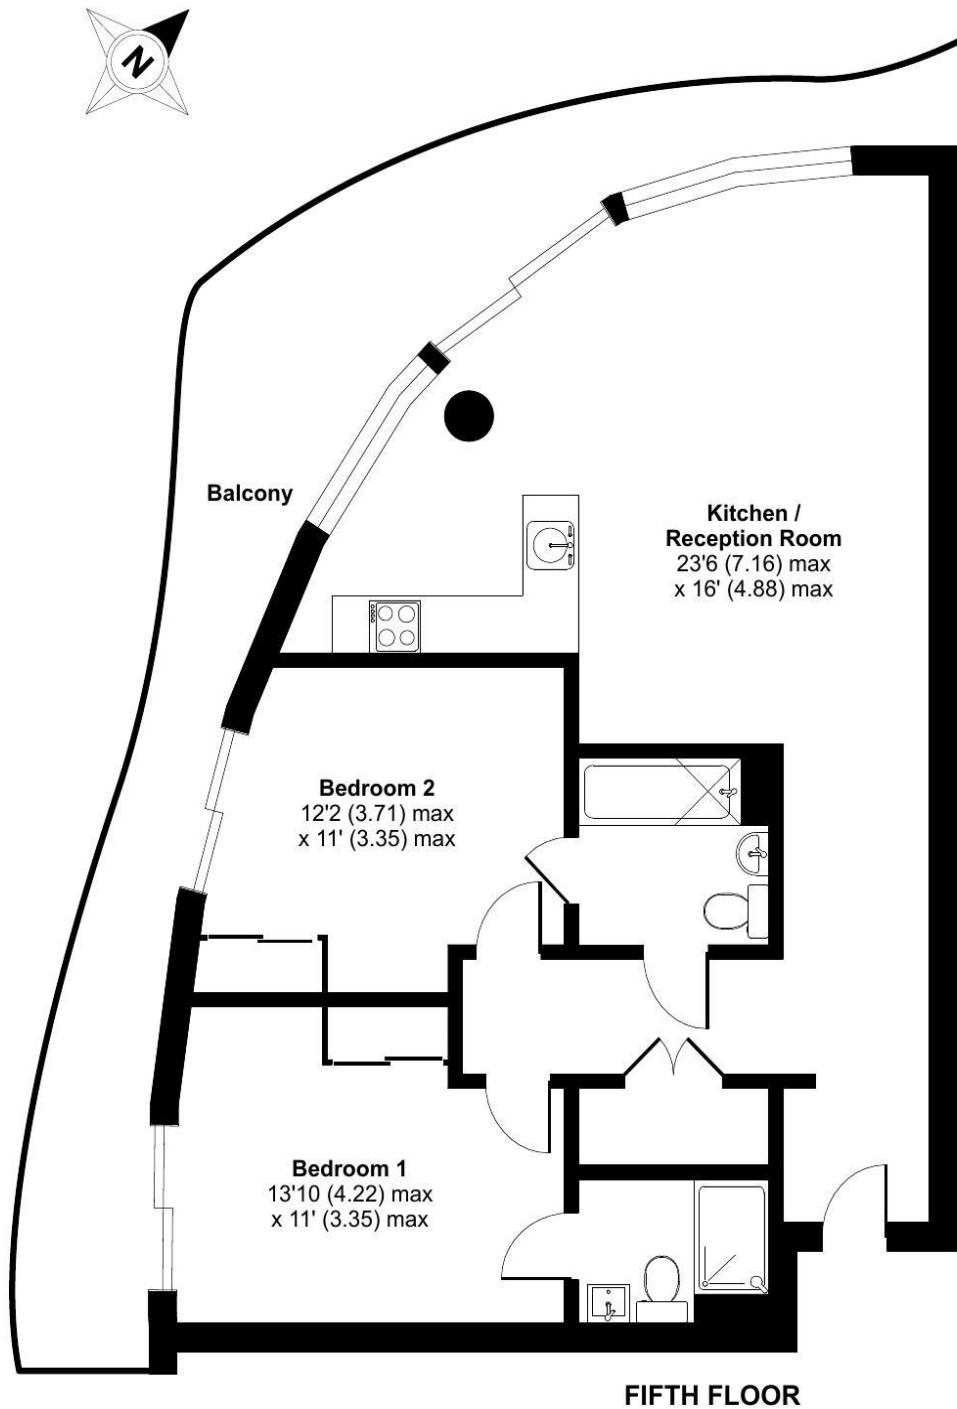 N
Balcony
Kitchen /
Reception Room
23'6 (7.16) max
x 16' (4.88) max
Bedroom 2
12'2 (3.71) max
x 11' (3.35) max
Bedroom 1
13'10 (4.22) max
x 11' (3.35) max
FIFTH FLOOR